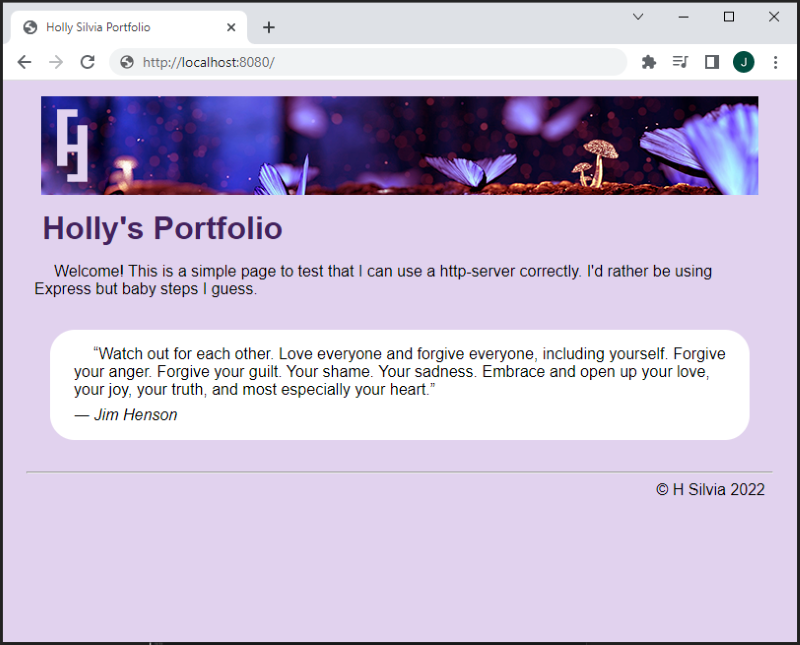 Holly Silvia Portfolio
http://localhost:8080/
J
Holly's Portfolio
Welcome! This is a simple page to test that I can use a http-server correctly. I'd rather be using
Express but baby steps I guess.
“Watch out for each other. Love everyone and forgive everyone, including yourself. Forgive
your anger. Forgive your guilt. Your shame. Your sadness. Embrace and open up your love,
your joy, your truth, and most especially your heart.”
— Jim Henson
© H Silvia 2022